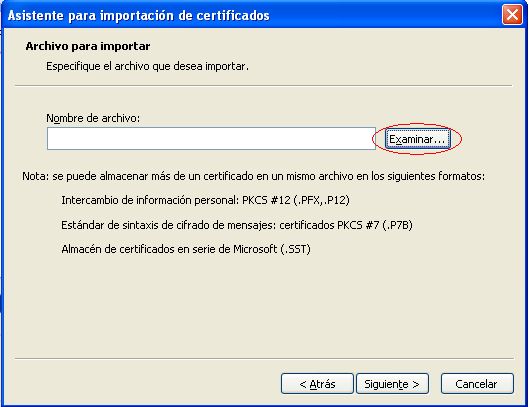 Asistente para importación de certificados
Archivo para importar
Especifique el archivo que desea importar.
Nombre de archivo:
Examinar...
Nota: se puede almacenar más de un certificado en un mismo archivo en los siguientes formatos:
Intercambio de información personal: PKCS #12 (.PFX,.P12)
Estándar de sintaxis de cifrado de mensajes: certificados PKCS #7 (.P7B)
Almacén de certificados en serie de Microsoft (.SST)
< Atrás
Siguiente >
Cancelar